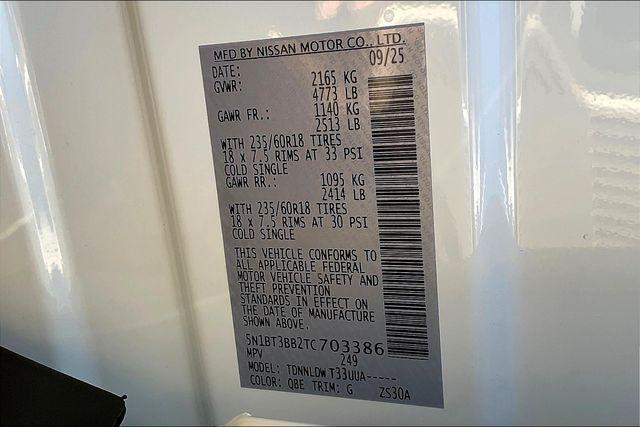 MFD BY NISSAN MOTOR CO., LTD.
DATE: 09/25
GVWR: 2165 KG
4773 LB
GAWR FR.: 1140 KG
2513 LB
WITH 235/60R18 TIRES
18 x 7.5 RIMS AT 33 PSI
COLD SINGLE
GAWR RR.: 1095 KG
2414 LB
WITH 235/60R18 TIRES
18 x 7.5 RIMS AT 30 PSI
COLD SINGLE
THIS VEHICLE CONFORMS TO
ALL APPLICABLE FEDERAL
MOTOR VEHICLE SAFETY AND
THEFT PREVENTION
STANDARDS IN EFFECT ON
THE DATE OF MANUFACTURE
SHOWN ABOVE.
5N1BT3BB2TC703386
MPV 249
MODEL: TDNNLDW T33UUA-----
COLOR: QBE TRIM: G ZS30A